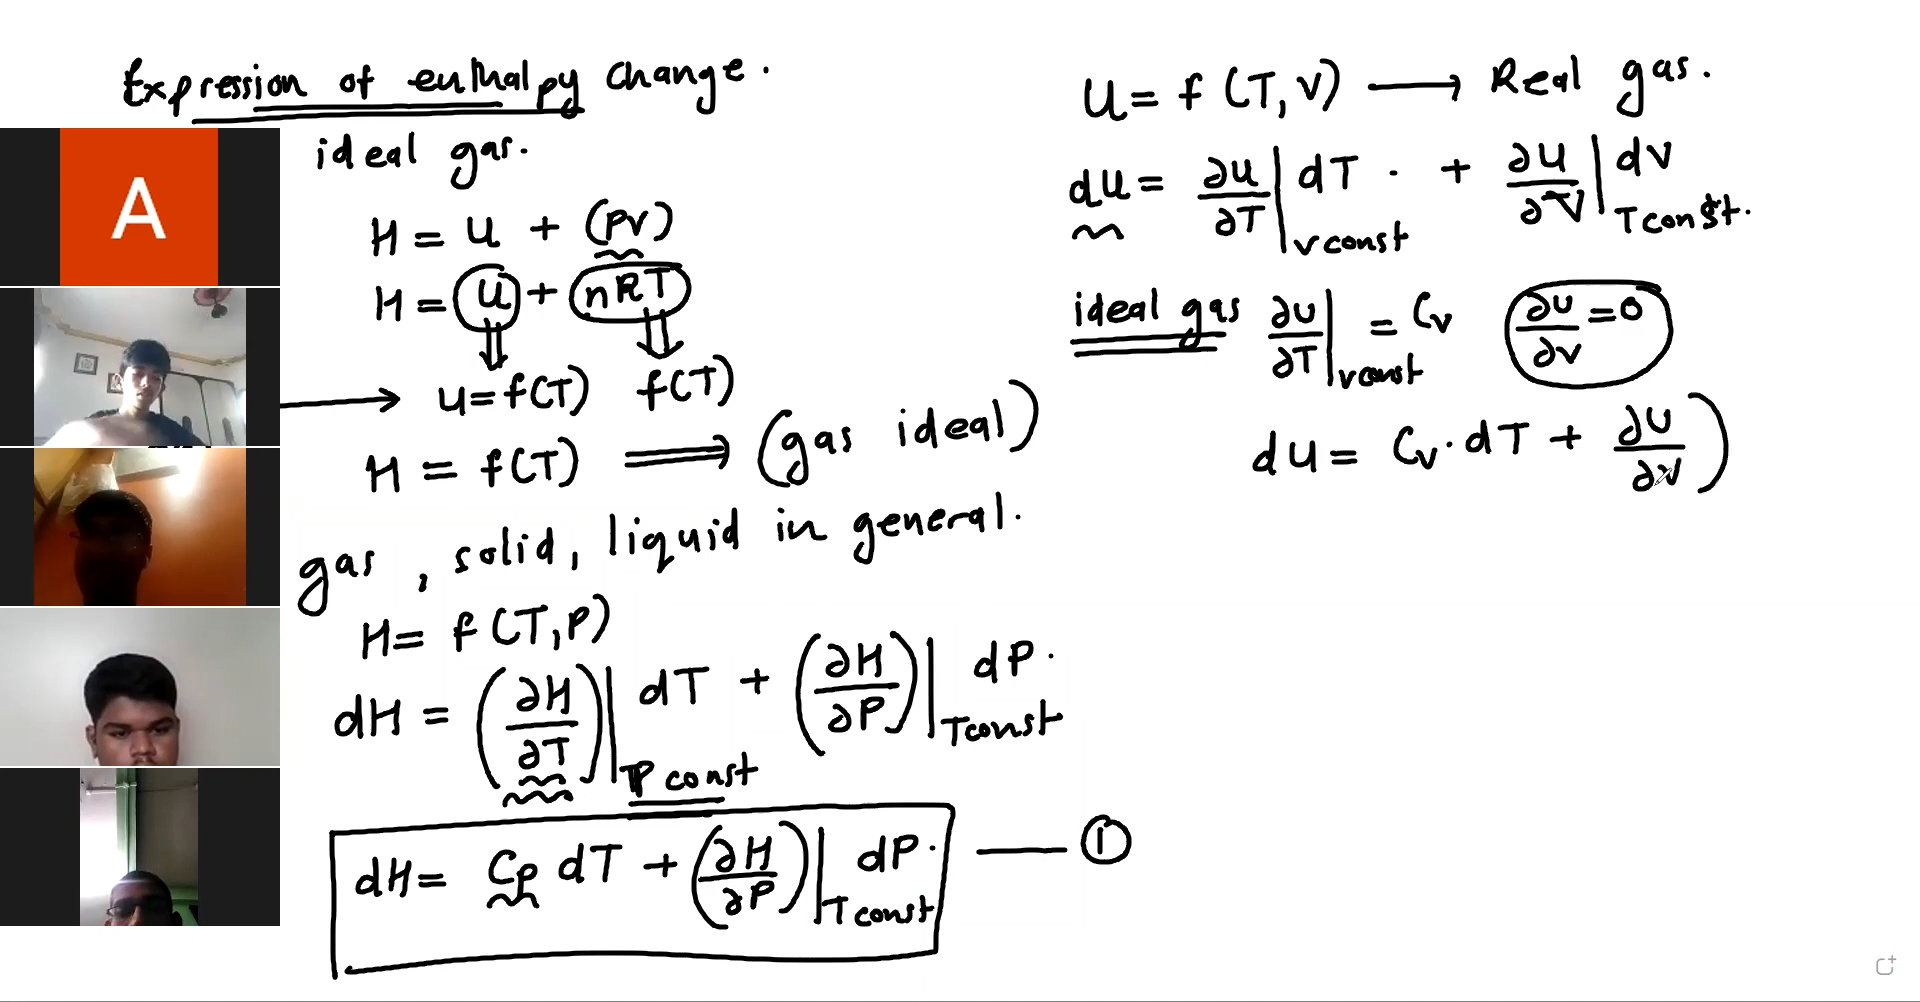 Expression of enthalpy change.
ideal gas.
H = U + (PV)
H = U + nRT
U = f(T) f(T)
H = f(T) ⟹ (gas ideal)
gas, solid, liquid in general.
H = f(T,P)
dH = (∂H/∂T)|P const dT + (∂H/∂P)|T const dP.
dH = Cp dT + (∂H/∂P)|T const dP. —— ①
U = f(T,V) ⟶ Real gas.
dU = ∂U/∂T|V const dT. + ∂U/∂V|T const. dV
ideal gas ∂U/∂T|V const = Cv ∂U/∂V = 0
dU = Cv.dT + ∂U/∂V)
A